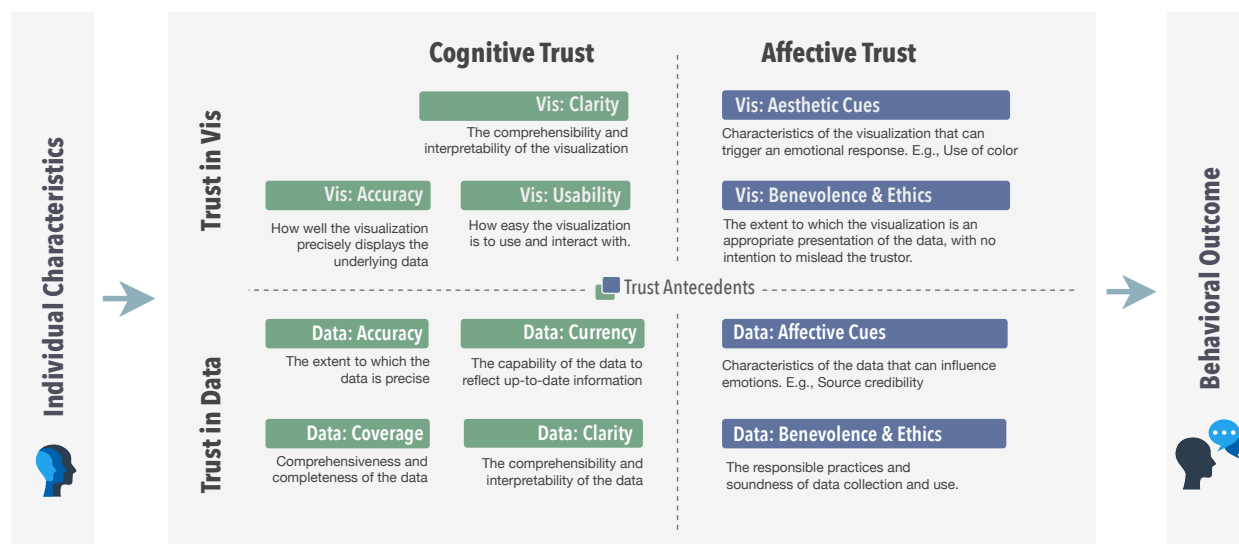 Individual Characteristics
Cognitive Trust
Affective Trust
Trust in Vis
Vis: Clarity
The comprehensibility and
interpretability of the visualization
Vis: Accuracy
How well the visualization
precisely displays the
underlying data
Vis: Usability
How easy the visualization
is to use and interact with.
Vis: Aesthetic Cues
Characteristics of the visualization that can
trigger an emotional response. E.g., Use of color
Vis: Benevolence & Ethics
The extent to which the visualization is an
appropriate presentation of the data, with no
intention to mislead the trustor.
Trust Antecedents
Trust in Data
Data: Accuracy
The extent to which the
data is precise
Data: Currency
The capability of the data to
reflect up-to-date information
Data: Coverage
Comprehensiveness and
completeness of the data
Data: Clarity
The comprehensibility and
interpretability of the data
Data: Affective Cues
Characteristics of the data that can influence
emotions. E.g., Source credibility
Data: Benevolence & Ethics
The responsible practices and
soundness of data collection and use.
Behavioral Outcome